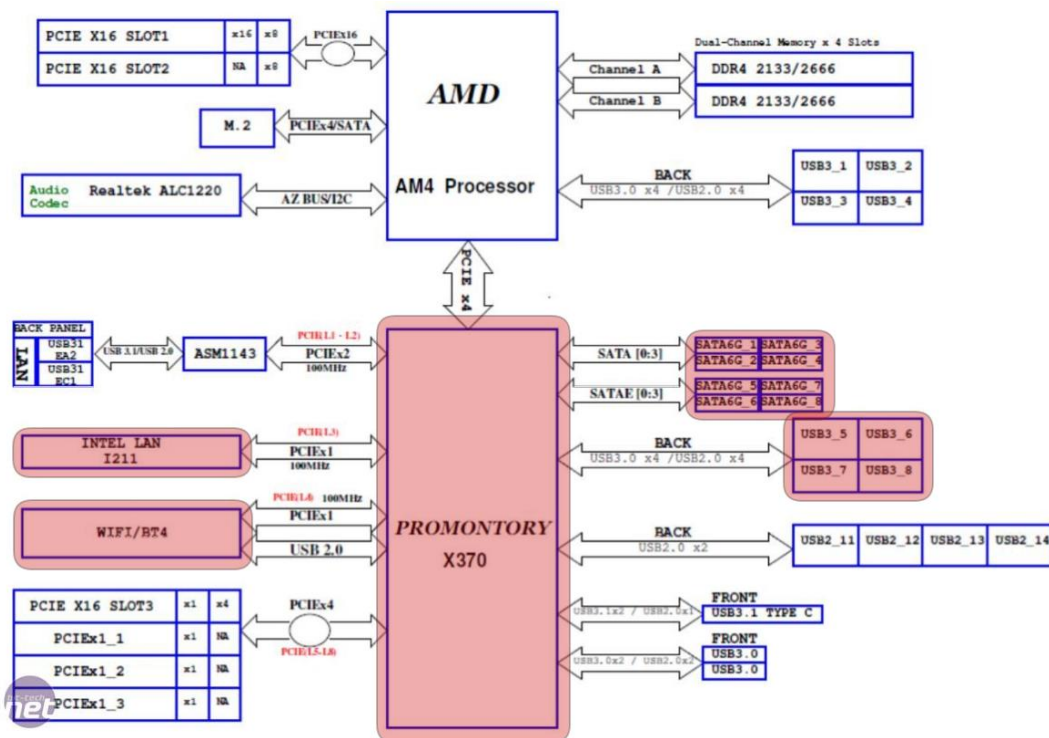 PCIE X16 SLOT1 x16 x8
PCIE X16 SLOT2 NA x8
PCIEx16
M.2
PCIEx4/SATA
Audio Codec Realtek ALC1220
AZ BUS/I2C
AMD
AM4 Processor
Dual-Channel Memory x 4 Slots
Channel A
DDR4 2133/2666
Channel B
DDR4 2133/2666
BACK
USB3.0 x4 /USB2.0 x4
USB3_1 USB3_2
USB3_3 USB3_4
PCIE x4
BACK PANEL
LAN
USB31
EA2
USB31
EC1
USB 3.1/USB 2.0
ASM1143
PCIE(L1 - L2)
PCIEx2
100MHz
INTEL LAN
I211
PCIE(L3)
PCIEx1
100MHz
WIFI/BT4
100MHz
PCIEx1
USB 2.0
PCIE X16 SLOT3 x1 x4
PCIEx1_1 x1 NA
PCIEx1_2 x1 NA
PCIEx1_3 x1 NA
PCIEx4
PCIE(L5-L8)
PROMONTORY
X370
SATA [0:3]
SATA6G_1 SATA6G_3
SATA6G_2 SATA6G_4
SATAE [0:3]
SATA6G_5 SATA6G_7
SATA6G_6 SATA6G_8
BACK
USB3.0 x4 /USB2.0 x4
USB3_5 USB3_6
USB3_7 USB3_8
BACK
USB2.0 x2
USB2_11 USB2_12 USB2_13 USB2_14
USB3.1x2 / USB2.0x1
FRONT
USB3.1 TYPE C
USB3.0x2 / USB2.0x2
FRONT
USB3.0
USB3.0
bit-tech
net